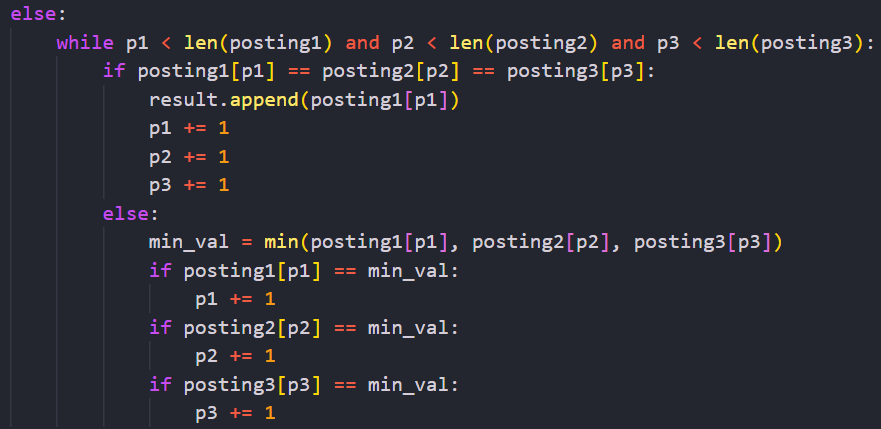 else:
    while p1 < len(posting1) and p2 < len(posting2) and p3 < len(posting3):
        if posting1[p1] == posting2[p2] == posting3[p3]:
            result.append(posting1[p1])
            p1 += 1
            p2 += 1
            p3 += 1
        else:
            min_val = min(posting1[p1], posting2[p2], posting3[p3])
            if posting1[p1] == min_val:
                p1 += 1
            if posting2[p2] == min_val:
                p2 += 1
            if posting3[p3] == min_val:
                p3 += 1